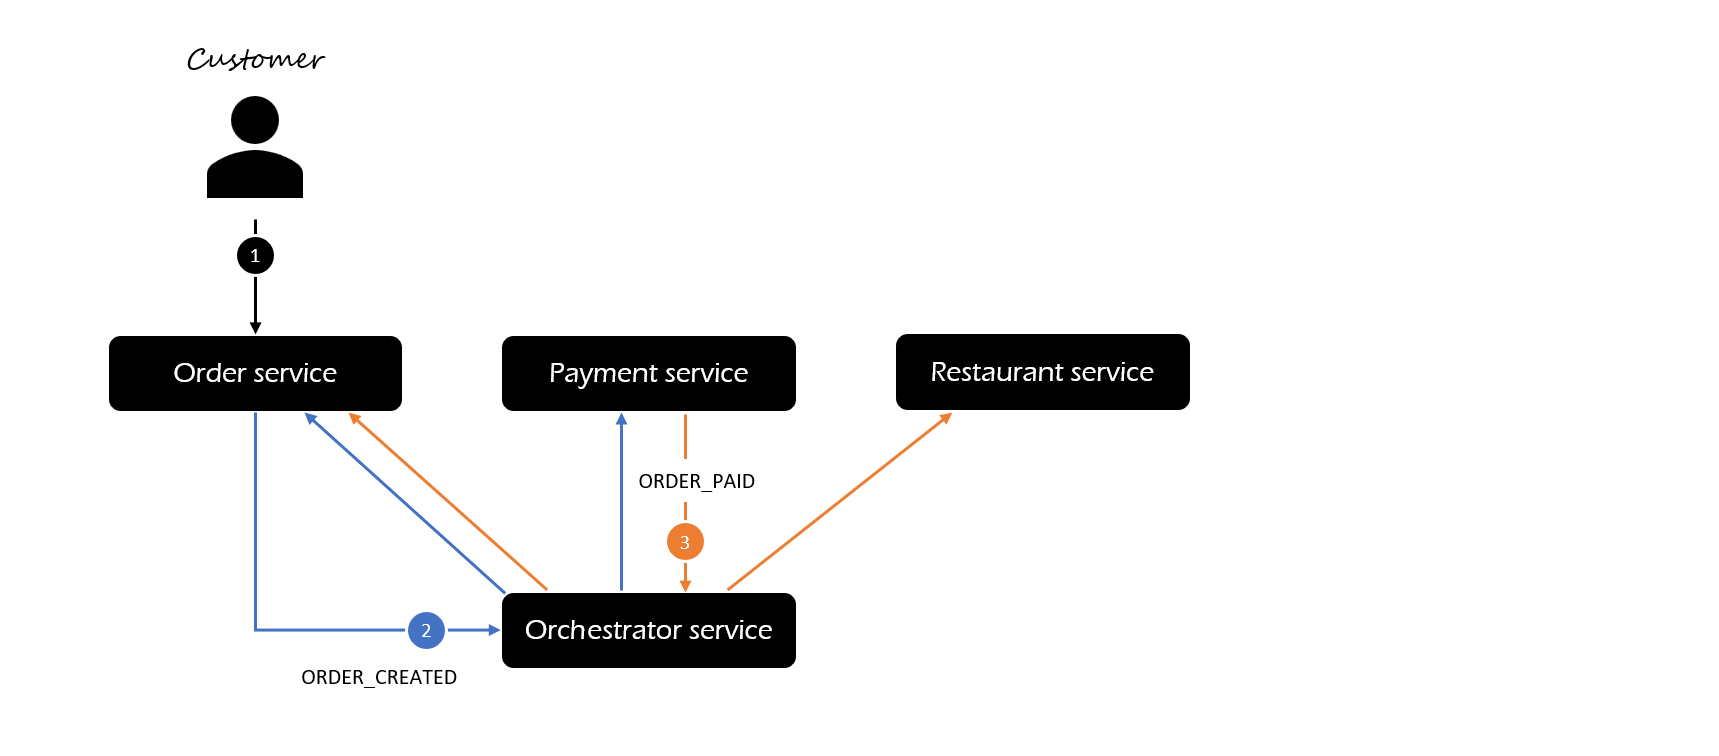 Customer
1
Order service
Payment service
Restaurant service
ORDER_PAID
3
2
Orchestrator service
ORDER_CREATED